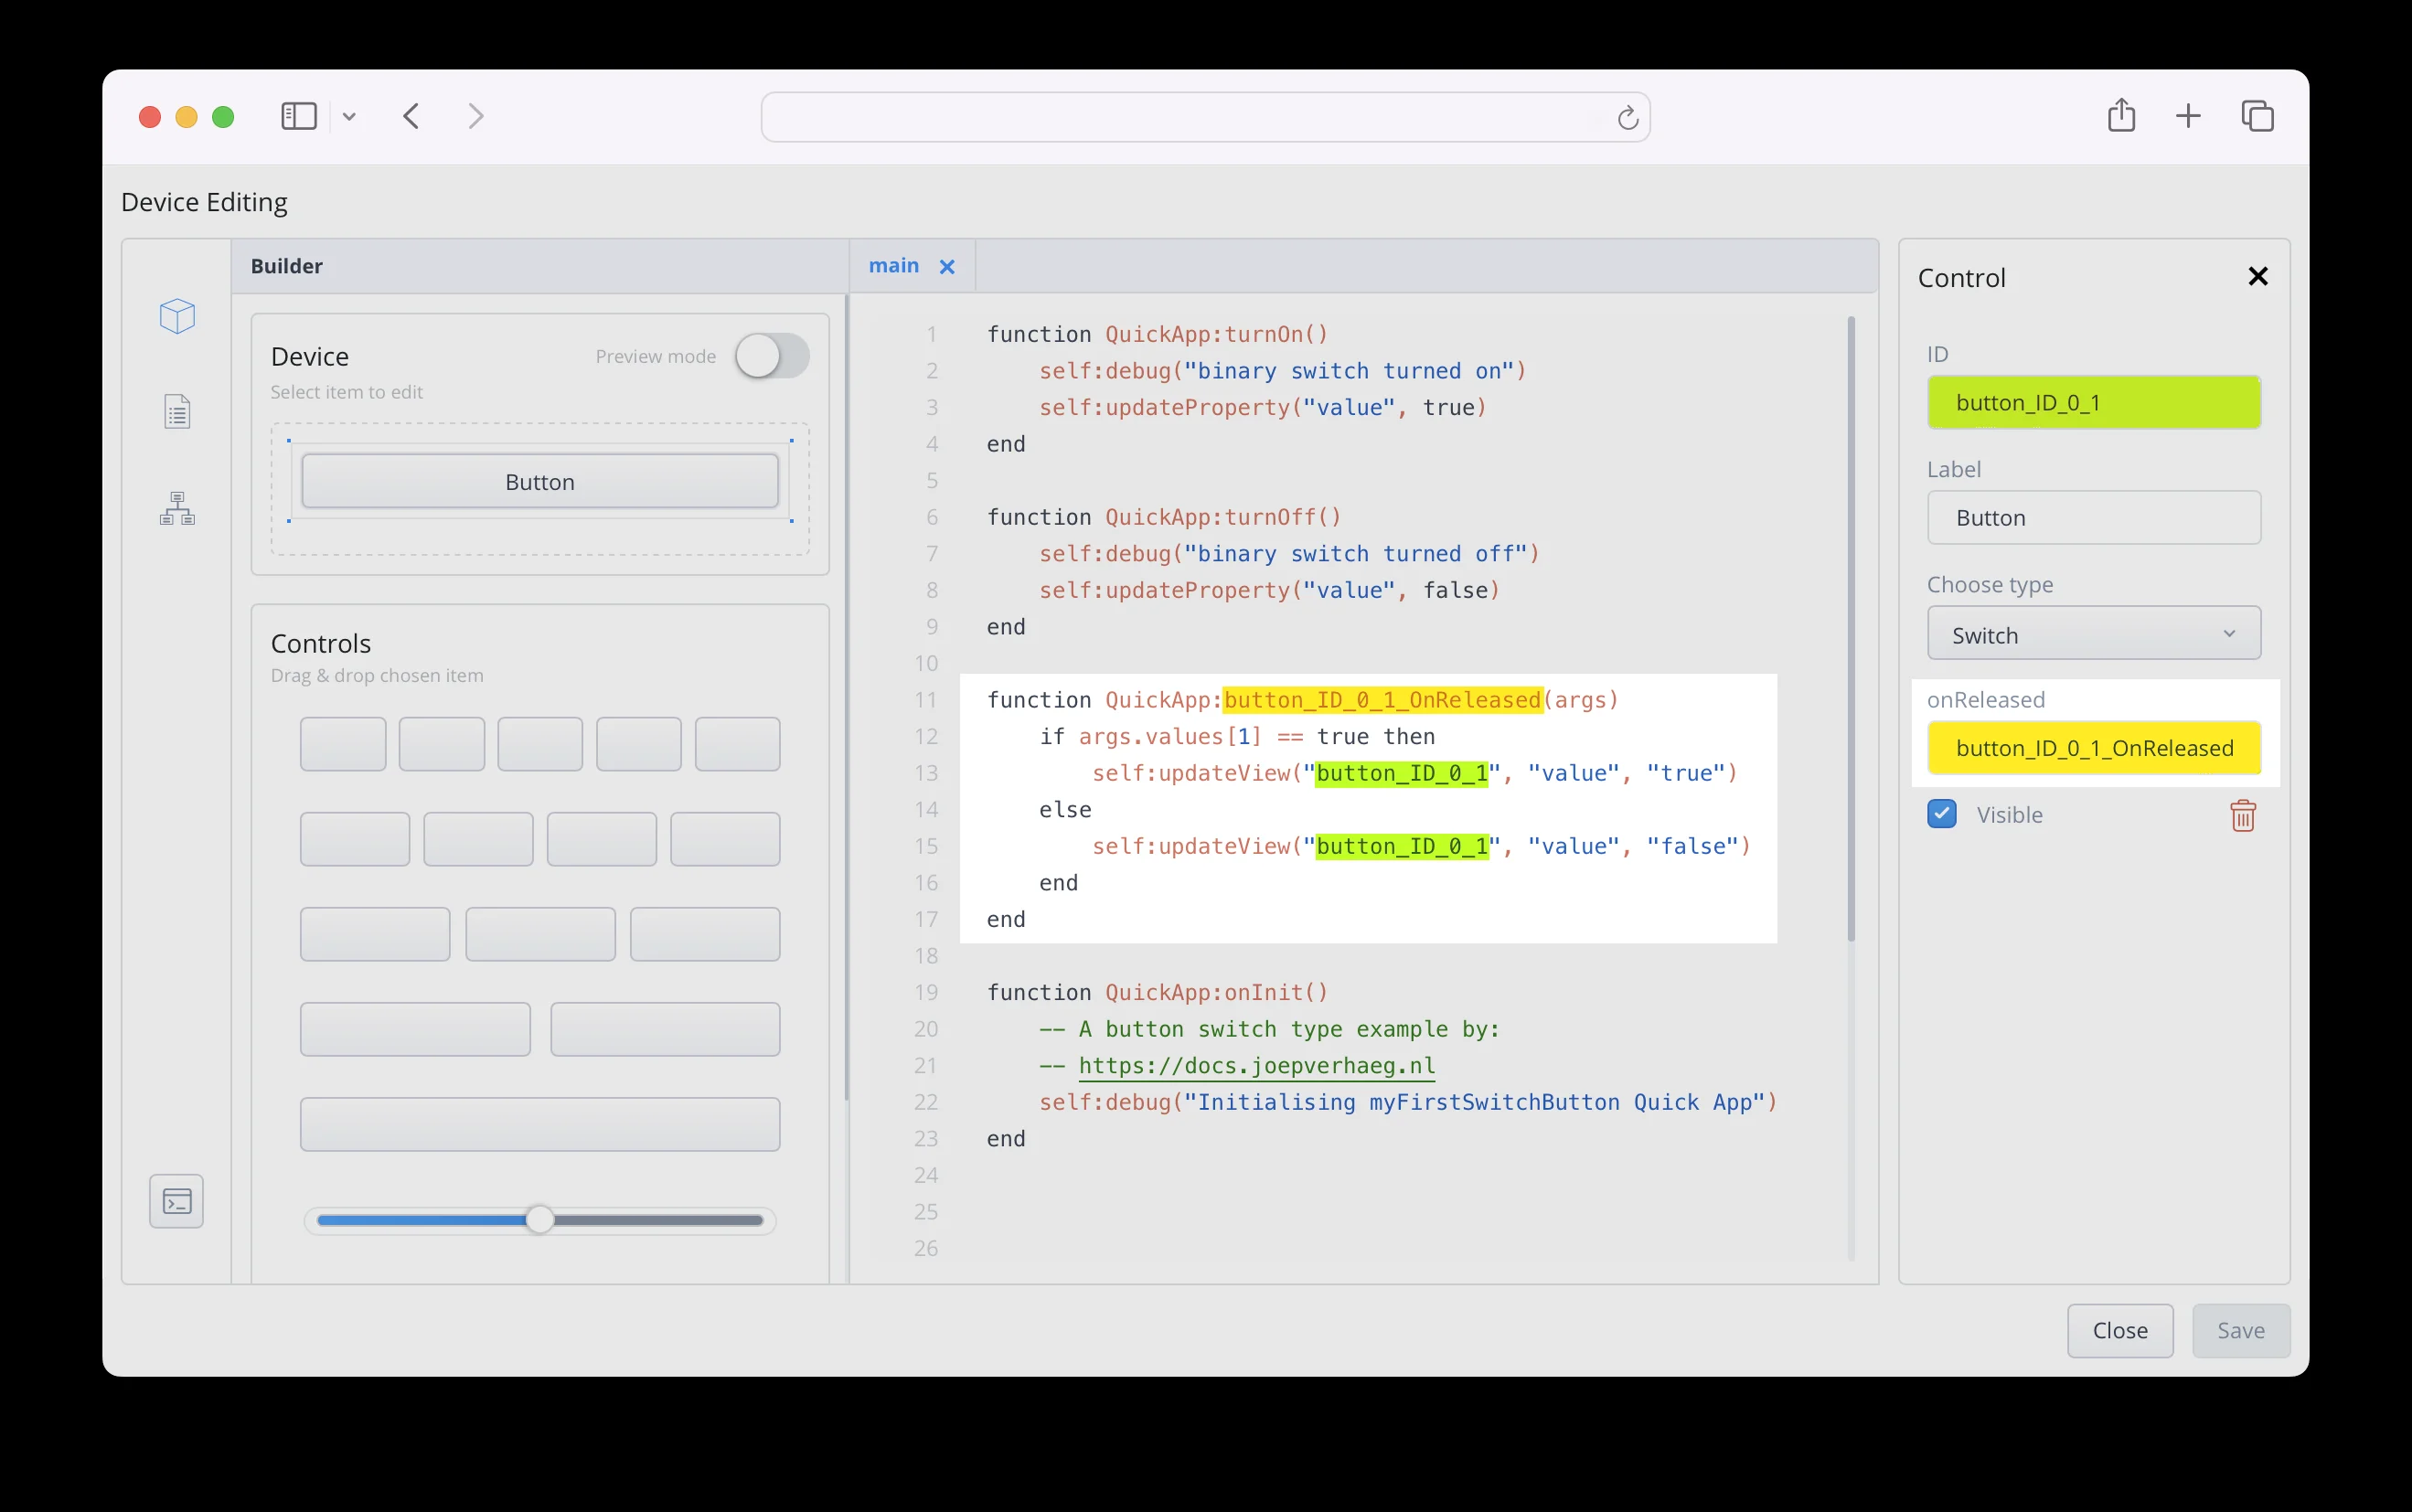 Device Editing
Builder
Device
Preview mode
Select item to edit
Button
Controls
Drag & drop chosen item
main
1 function QuickApp:turnOn()
2 self:debug("binary switch turned on")
3 self:updateProperty("value", true)
4 end
5
6 function QuickApp:turnOff()
7 self:debug("binary switch turned off")
8 self:updateProperty("value", false)
9 end
10
11 function QuickApp:button_ID_0_1_OnReleased(args)
12 if args.values[1] == true then
13 self:updateView("button_ID_0_1", "value", "true")
14 else
15 self:updateView("button_ID_0_1", "value", "false")
16 end
17 end
18
19 function QuickApp:onInit()
20 -- A button switch type example by:
21 -- https://docs.joepverhaeg.nl
22 self:debug("Initialising myFirstSwitchButton Quick App")
23 end
24
25
26
Control
ID
button_ID_0_1
Label
Button
Choose type
Switch
onReleased
button_ID_0_1_OnReleased
Visible
Close
Save